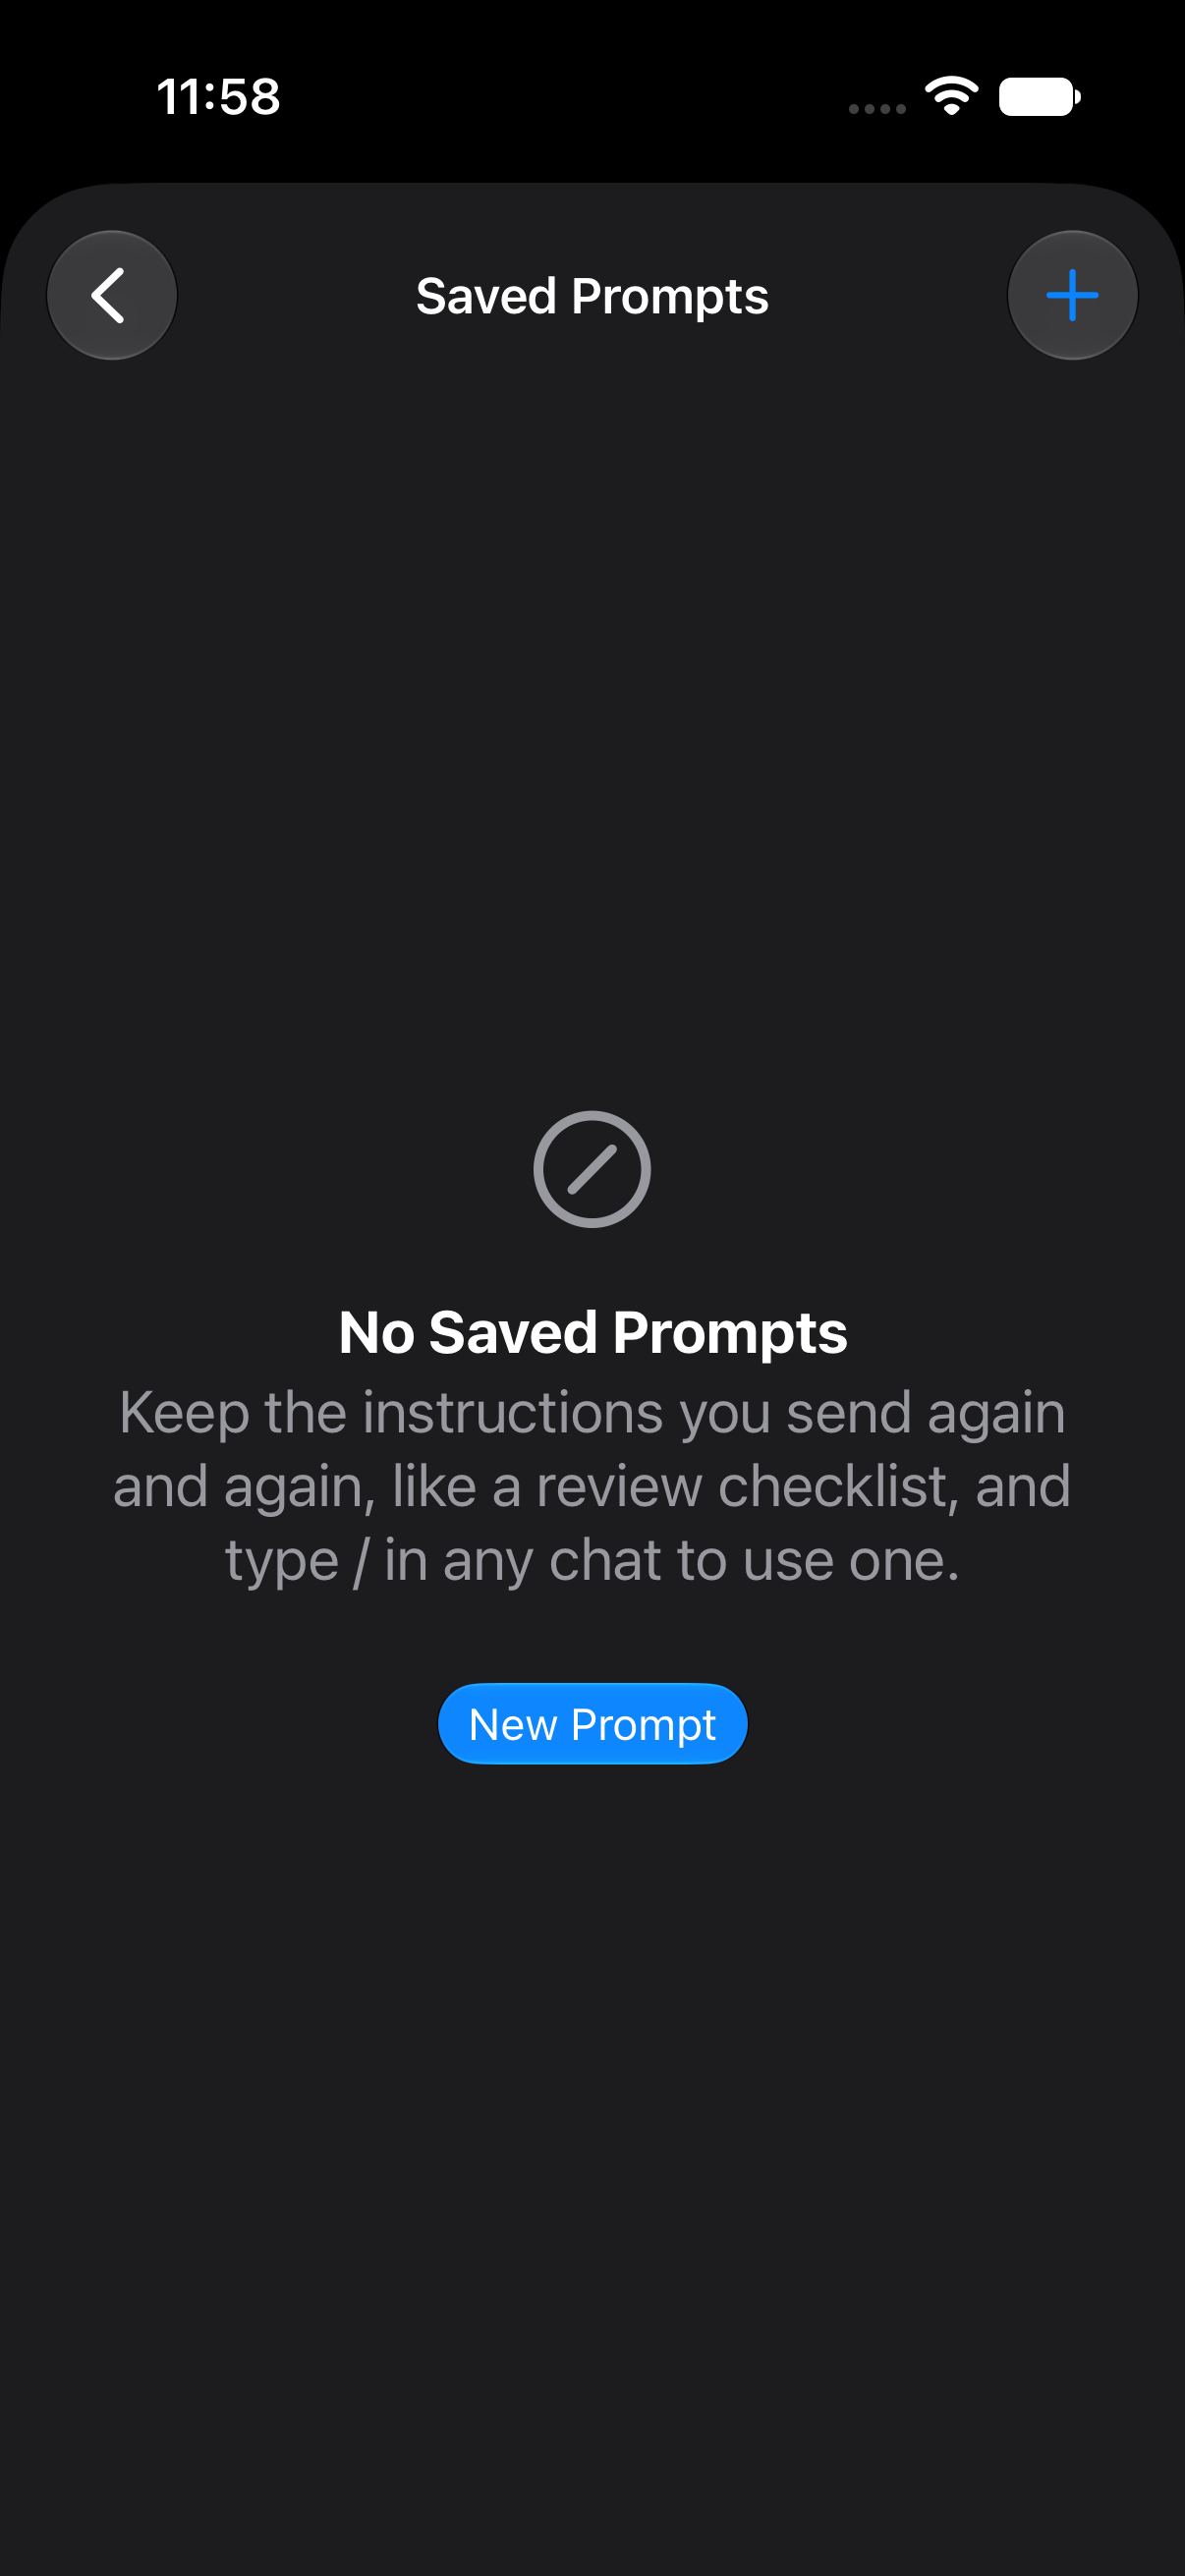 11:58
Saved Prompts
No Saved Prompts
Keep the instructions you send again
and again, like a review checklist, and
type / in any chat to use one.
New Prompt